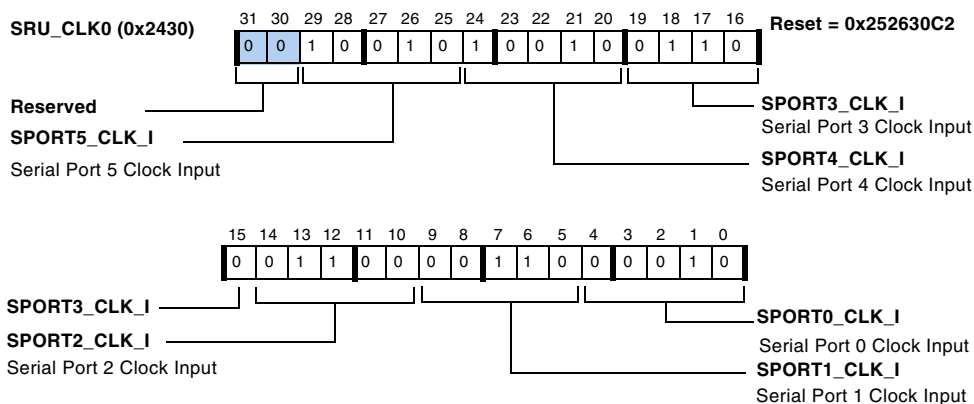 SRU_CLK0 (0x2430)
31 30 29 28 27 26 25 24 23 22 21 20 19 18 17 16
Reset = 0x252630C2
0 0 1 0 0 1 0 1 0 0 1 0 0 1 1 0
Reserved
SPORT5_CLK_I
Serial Port 5 Clock Input
SPORT3_CLK_I
Serial Port 3 Clock Input
SPORT4_CLK_I
Serial Port 4 Clock Input
15 14 13 12 11 10 9 8 7 6 5 4 3 2 1 0
0 0 1 1 0 0 0 0 1 1 0 0 0 0 1 0
SPORT3_CLK_I
SPORT2_CLK_I
Serial Port 2 Clock Input
SPORT0_CLK_I
Serial Port 0 Clock Input
SPORT1_CLK_I
Serial Port 1 Clock Input